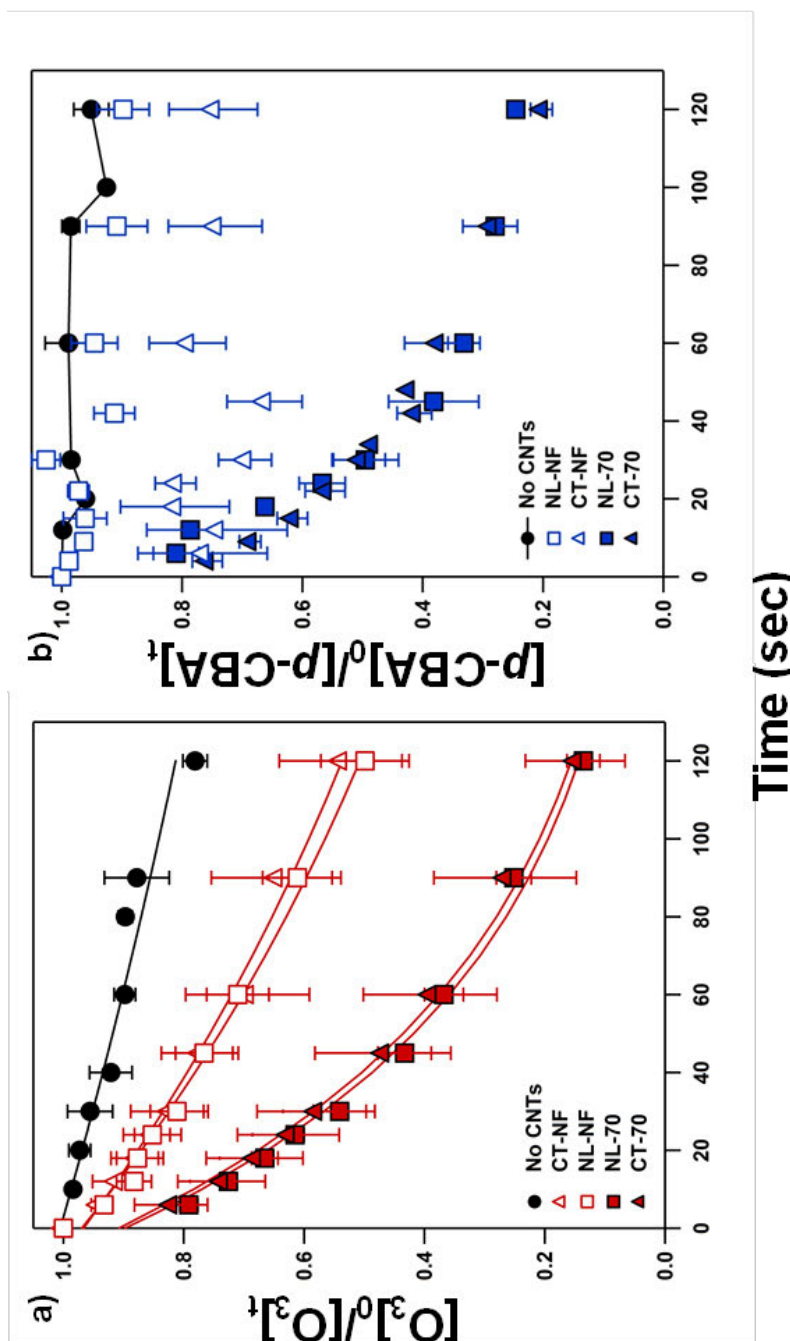 a)
[O₃]₀/[O₃]ₜ
1.0
0.8
0.6
0.4
0.2
0.0
No CNTs
CT-NF
NL-NF
NL-70
CT-70
0 20 40 60 80 100 120
b)
[p-CBA]₀/[p-CBA]ₜ
1.0
0.8
0.6
0.4
0.2
0.0
No CNTs
NL-NF
CT-NF
NL-70
CT-70
0 20 40 60 80 100 120
Time (sec)